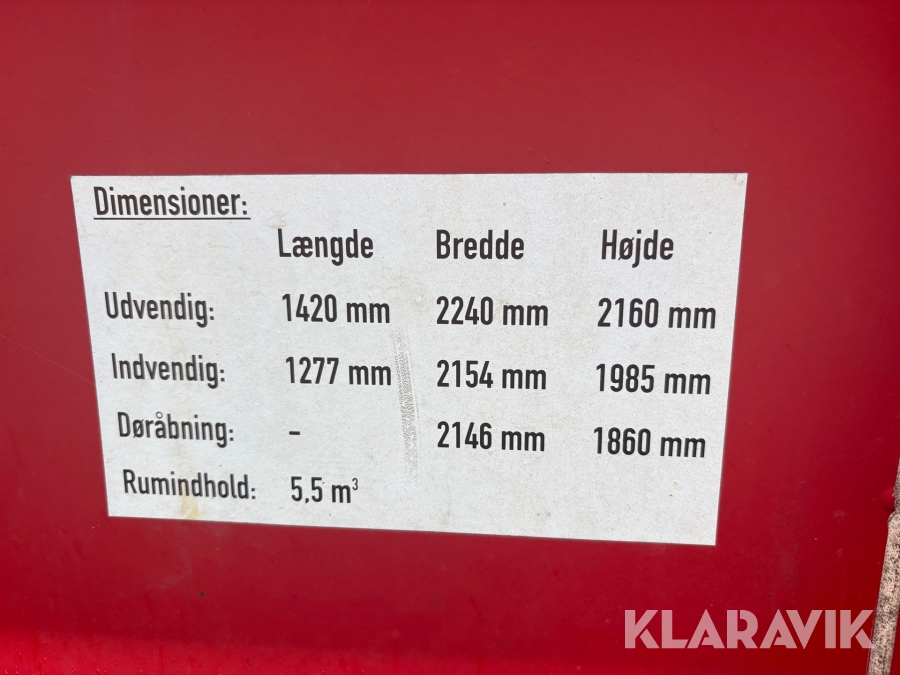 Dimensioner:
Længde Bredde Højde
Udvendig: 1420 mm 2240 mm 2160 mm
Indvendig: 1277 mm 2154 mm 1985 mm
Døråbning: - 2146 mm 1860 mm
Rumindhold: 5,5 m³
KLARAVIK